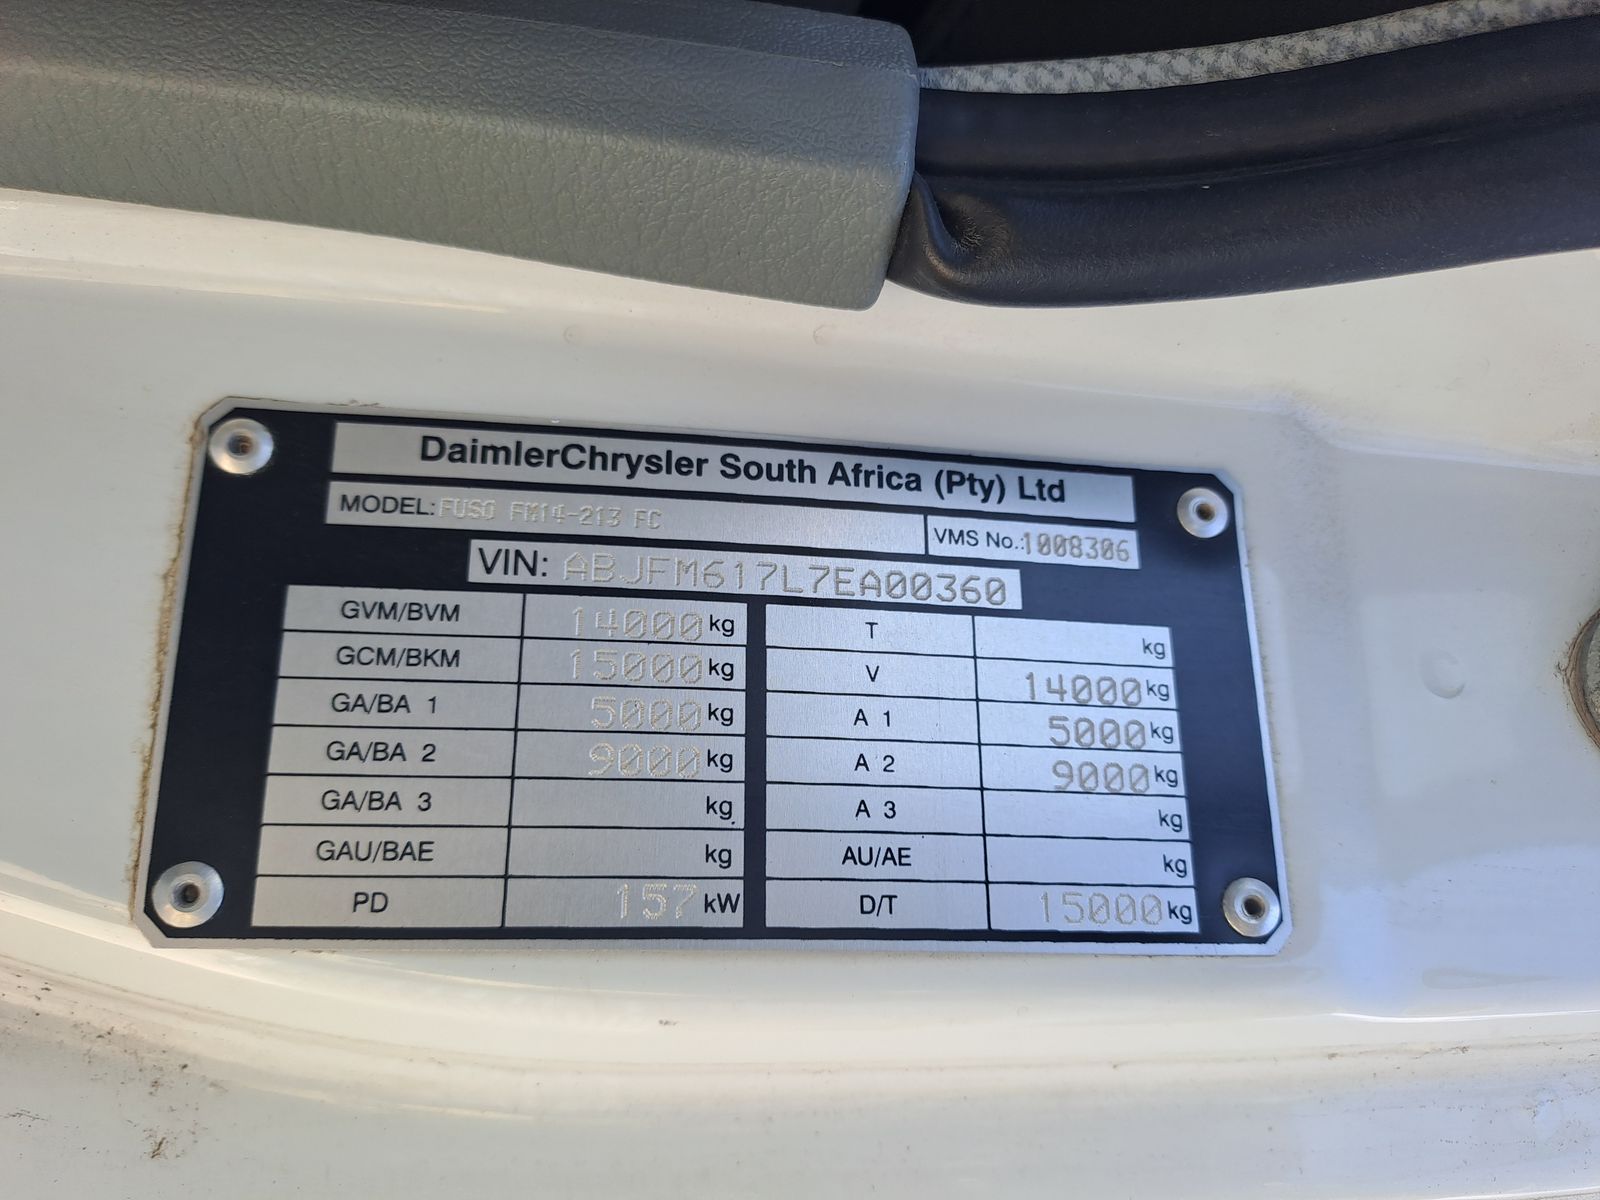 DaimlerChrysler South Africa (Pty) Ltd
MODEL: FUSO FM14-213 FC VMS No.: 1008306
VIN: ABJFM617L7EA00360
GVM/BVM 14000 kg T kg
GCM/BKM 15000 kg V 14000 kg
GA/BA 1 5000 kg A 1 5000 kg
GA/BA 2 9000 kg A 2 9000 kg
GA/BA 3 kg A 3 kg
GAU/BAE kg AU/AE kg
PD 157 kW D/T 15000 kg